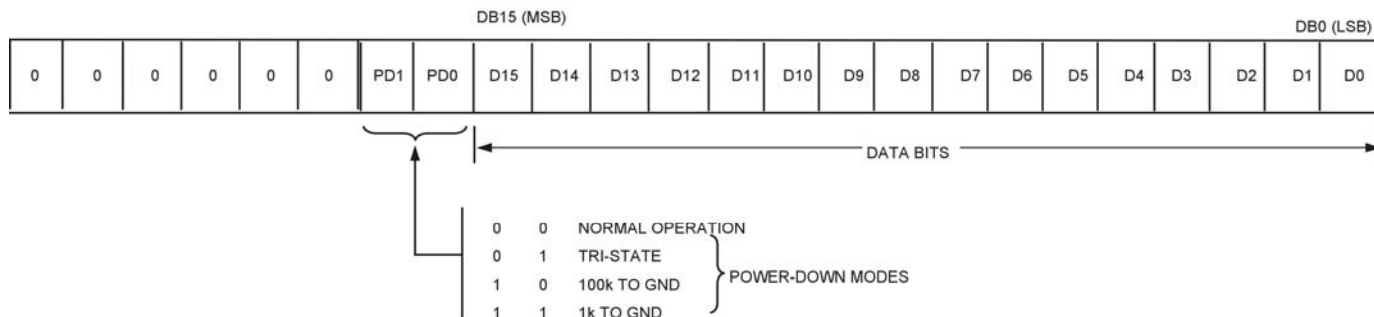 DB15 (MSB) DB0 (LSB)
0 0 0 0 0 0 PD1 PD0 D15 D14 D13 D12 D11 D10 D9 D8 D7 D6 D5 D4 D3 D2 D1 D0
DATA BITS
0 0 NORMAL OPERATION
0 1 TRI-STATE
1 0 100k TO GND
1 1 1k TO GND
POWER-DOWN MODES